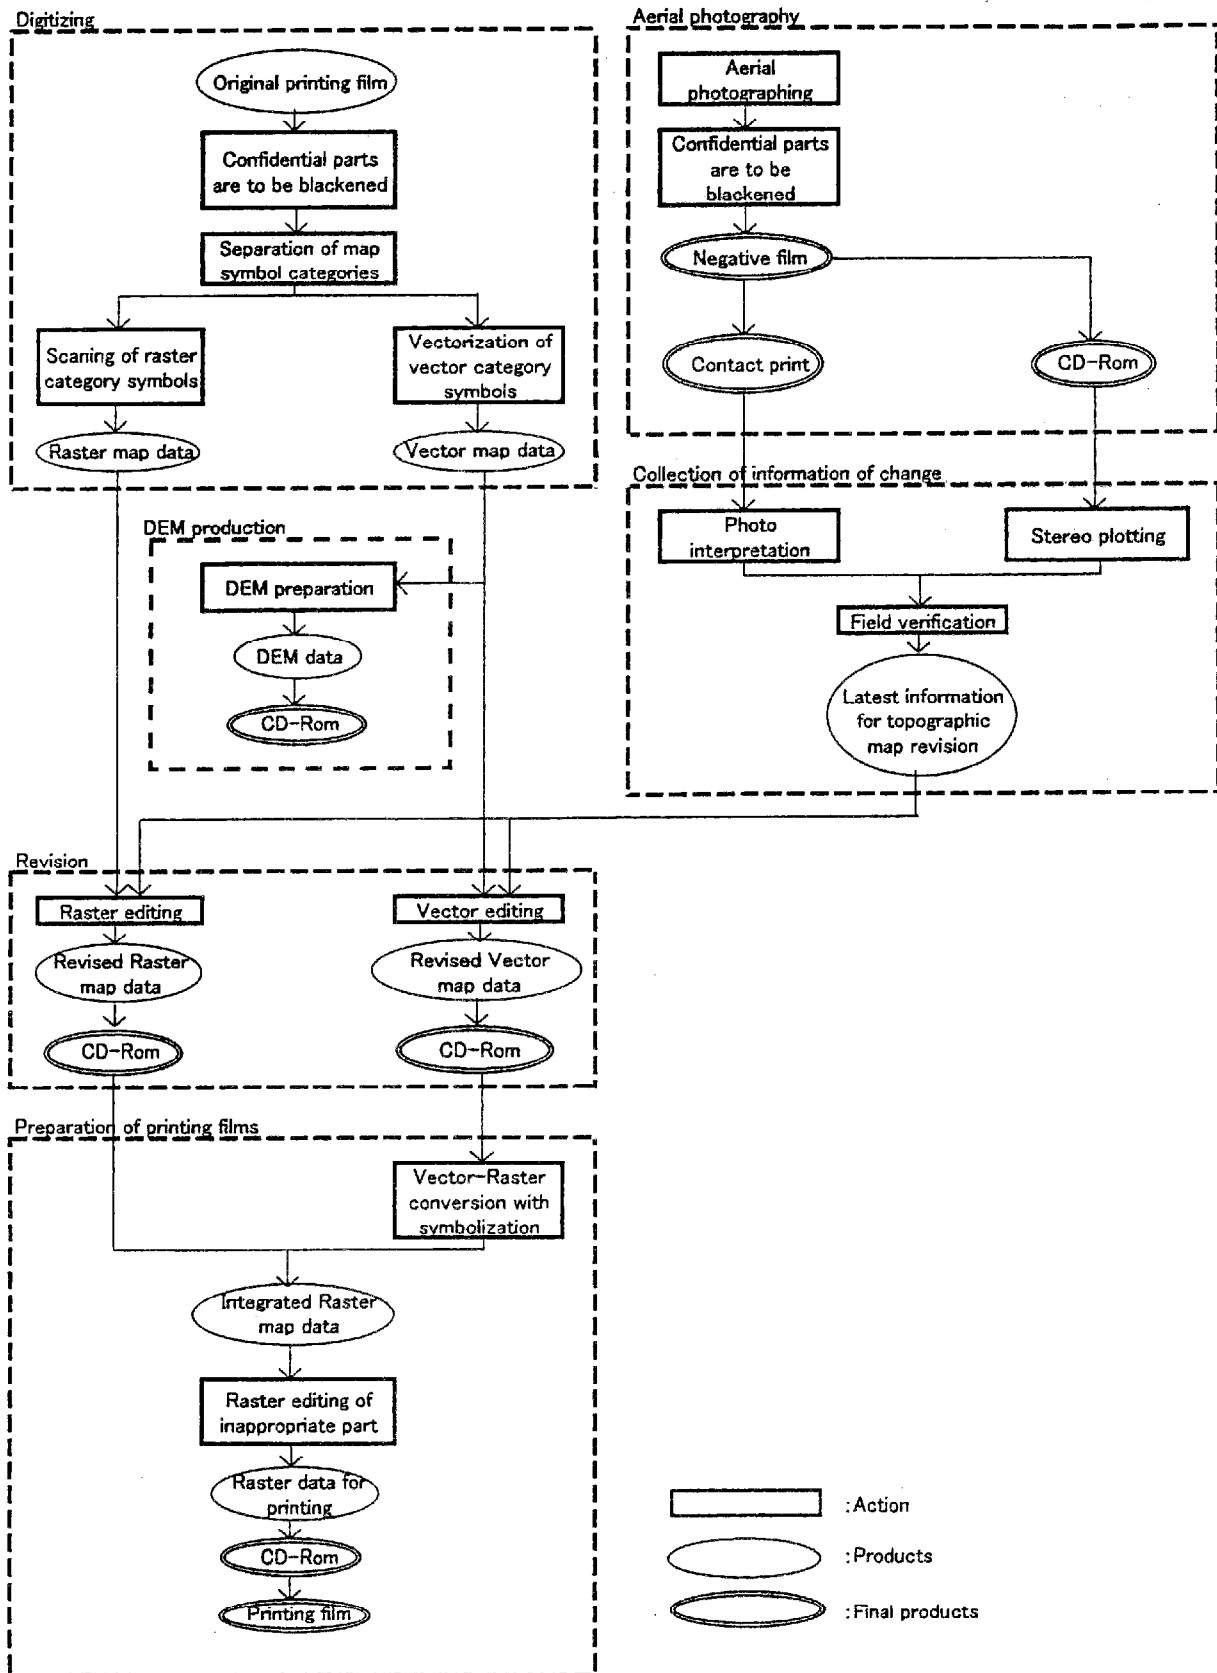 Digitizing
Original printing film
Confidential parts
are to be blackened
Separation of map
symbol categories
Scaning of raster
category symbols
Vectorization of
vector category
symbols
Raster map data
Vector map data
Aerial photography
Aerial
photographing
Confidential parts
are to be
blackened
Negative film
Contact print
CD-Rom
Collection of information of change
Photo
interpretation
Stereo plotting
Field verification
Latest information
for topographic
map revision
DEM production
DEM preparation
DEM data
CD-Rom
Revision
Raster editing
Vector editing
Revised Raster
map data
Revised Vector
map data
CD-Rom
CD-Rom
Preparation of printing films
Vector-Raster
conversion with
symbolization
Integrated Raster
map data
Raster editing of
inappropriate part
Raster data for
printing
CD-Rom
Printing film
:Action
:Products
:Final products